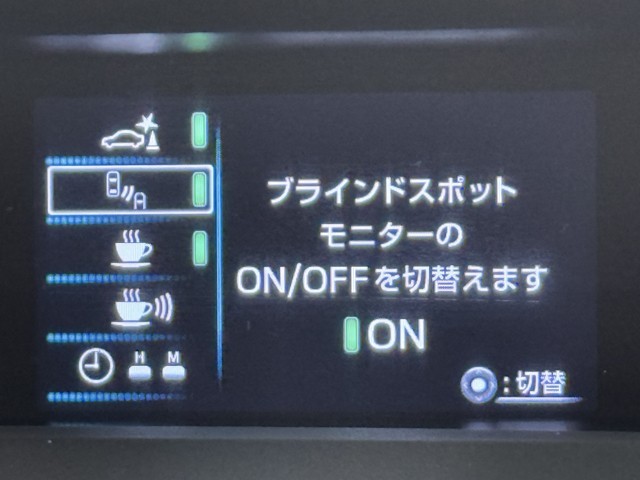 H M
ブラインドスポット
モニターの
ON/OFFを切替えます
ON
:切替